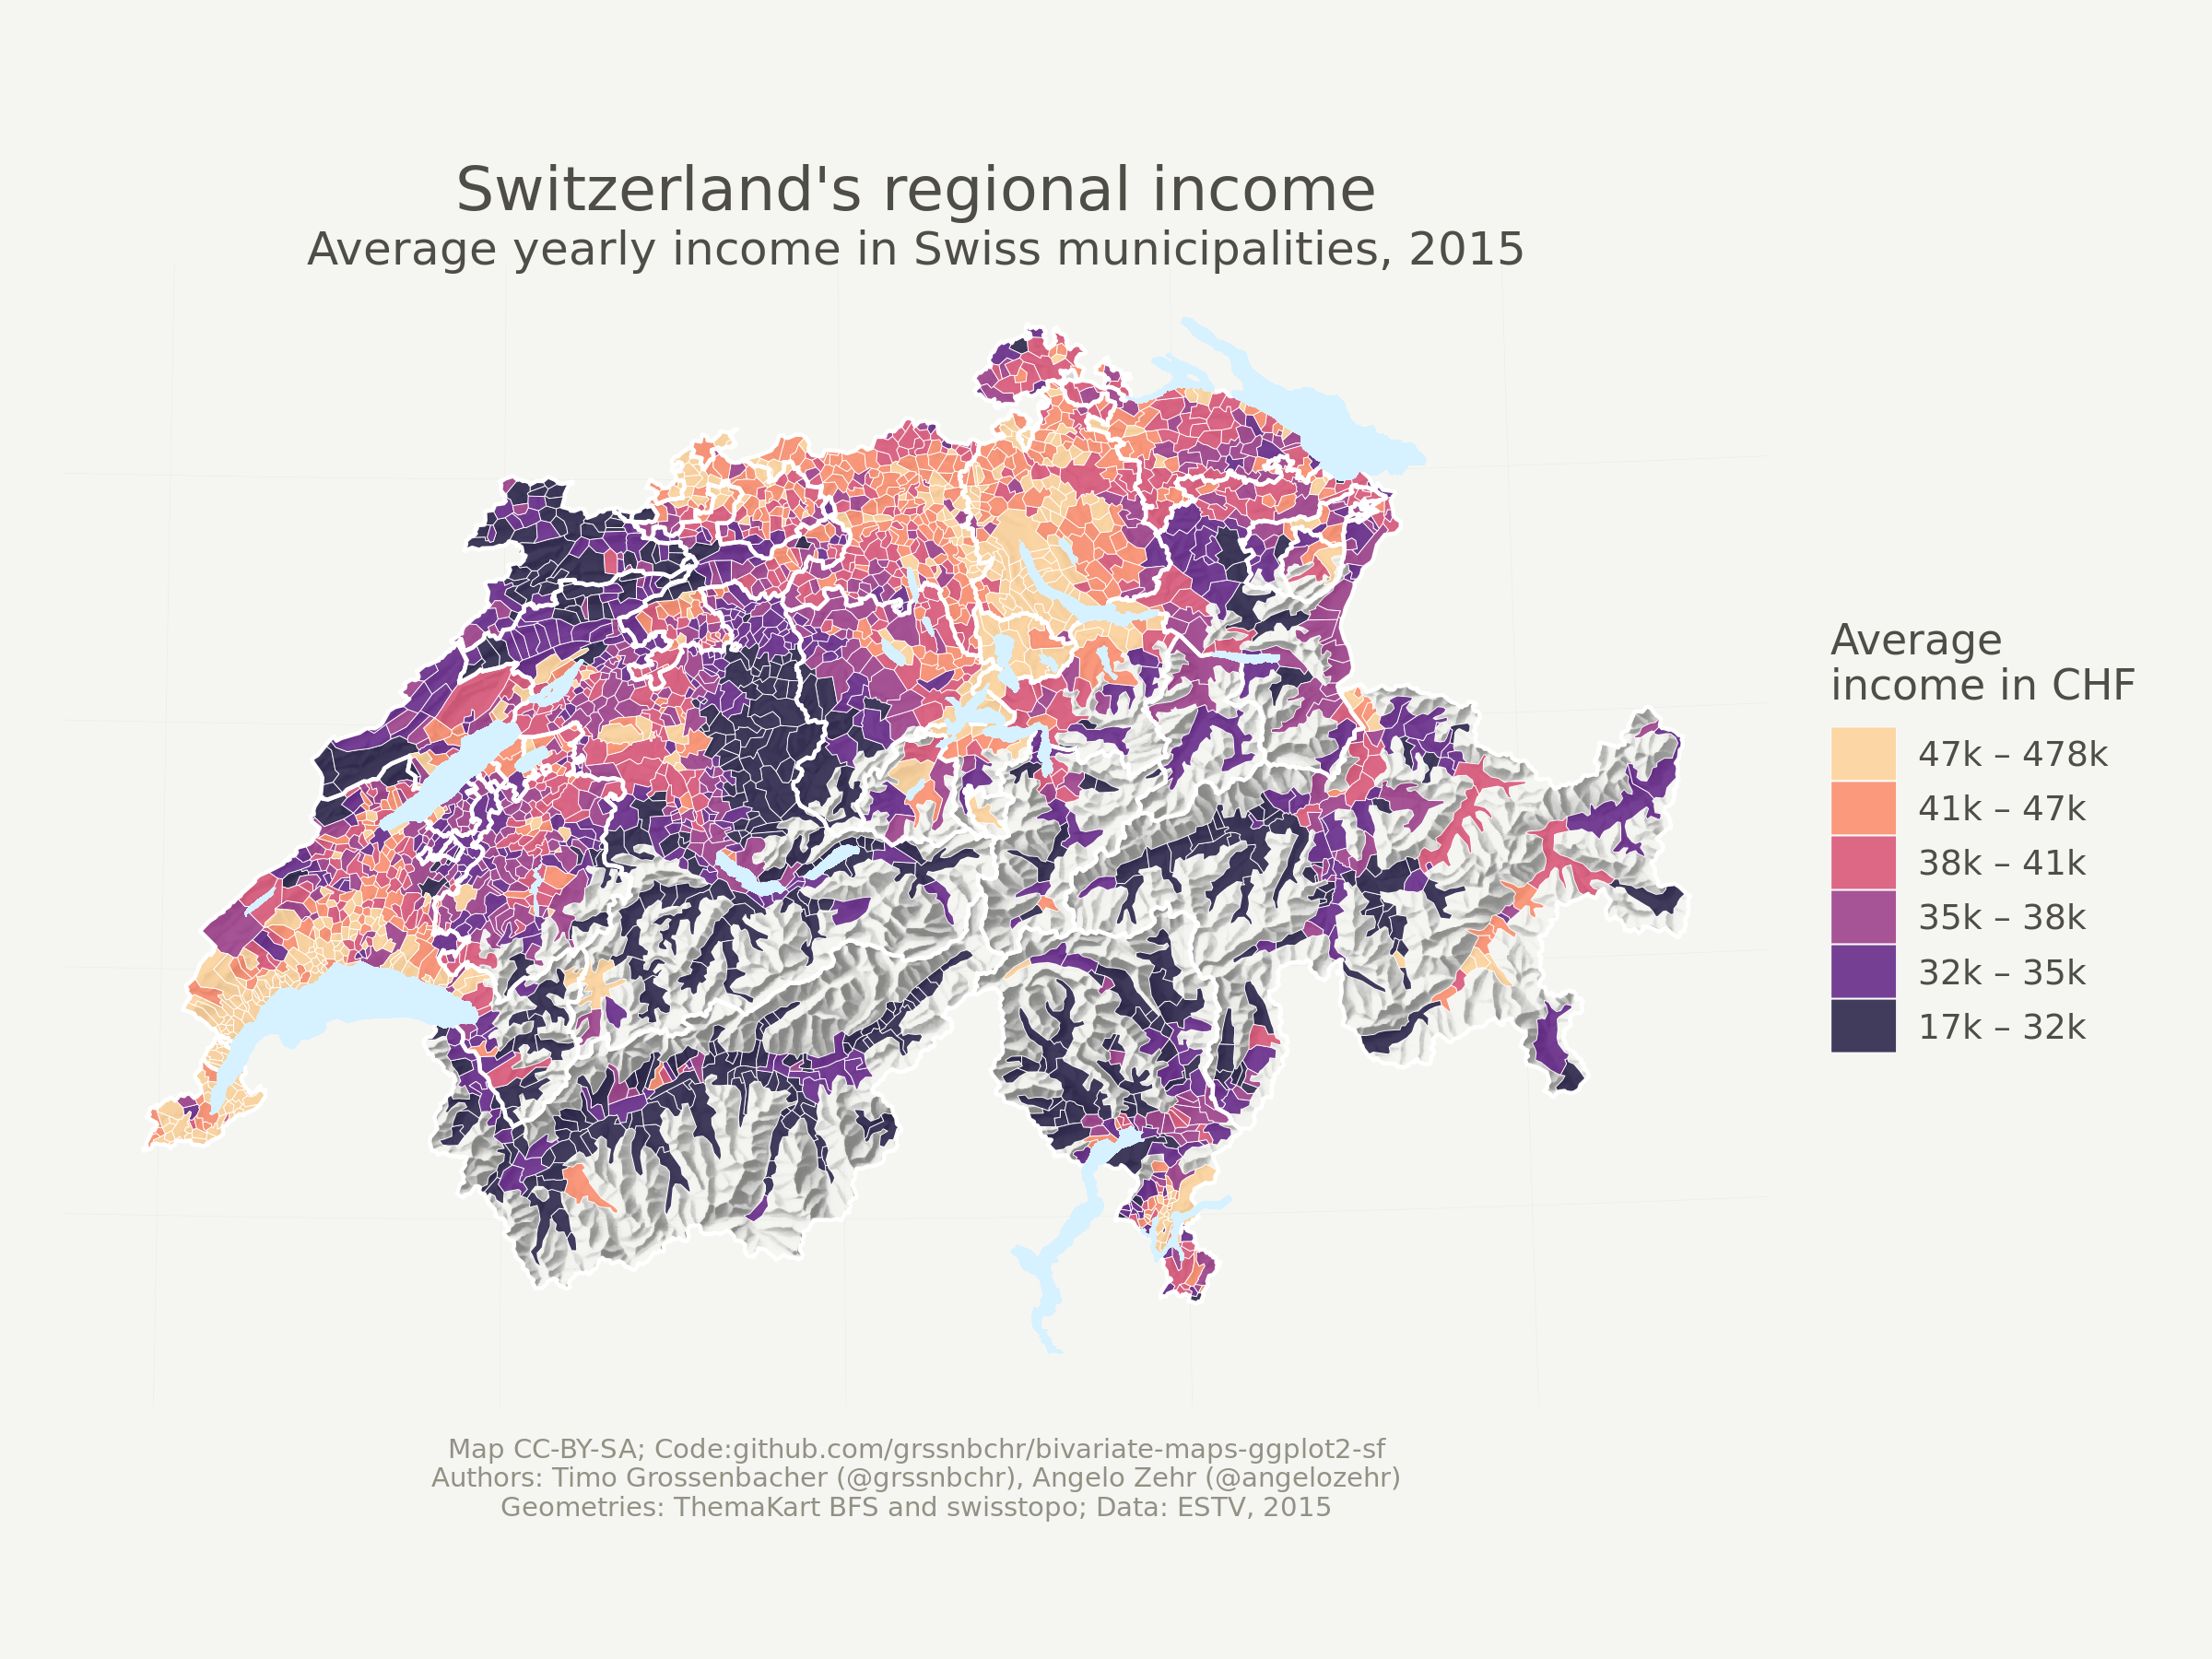 Switzerland's regional income
Average yearly income in Swiss municipalities, 2015
Average
income in CHF
47k – 478k
41k – 47k
38k – 41k
35k – 38k
32k – 35k
17k – 32k
Map CC-BY-SA; Code:github.com/grssnbchr/bivariate-maps-ggplot2-sf
Authors: Timo Grossenbacher (@grssnbchr), Angelo Zehr (@angelozehr)
Geometries: ThemaKart BFS and swisstopo; Data: ESTV, 2015